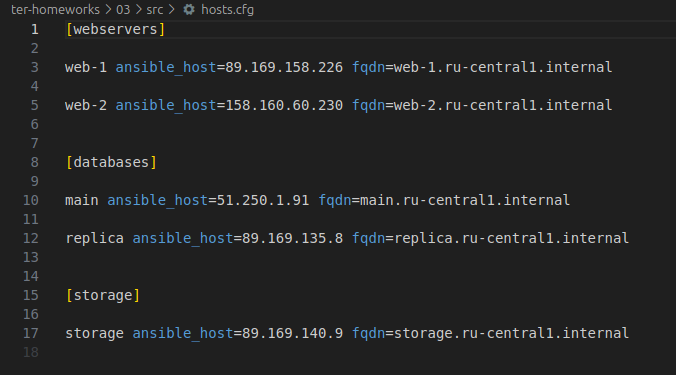 ter-homeworks > 03 > src > hosts.cfg
1 [webservers]
2
3 web-1 ansible_host=89.169.158.226 fqdn=web-1.ru-central1.internal
4
5 web-2 ansible_host=158.160.60.230 fqdn=web-2.ru-central1.internal
6
7
8 [databases]
9
10 main ansible_host=51.250.1.91 fqdn=main.ru-central1.internal
11
12 replica ansible_host=89.169.135.8 fqdn=replica.ru-central1.internal
13
14
15 [storage]
16
17 storage ansible_host=89.169.140.9 fqdn=storage.ru-central1.internal
18